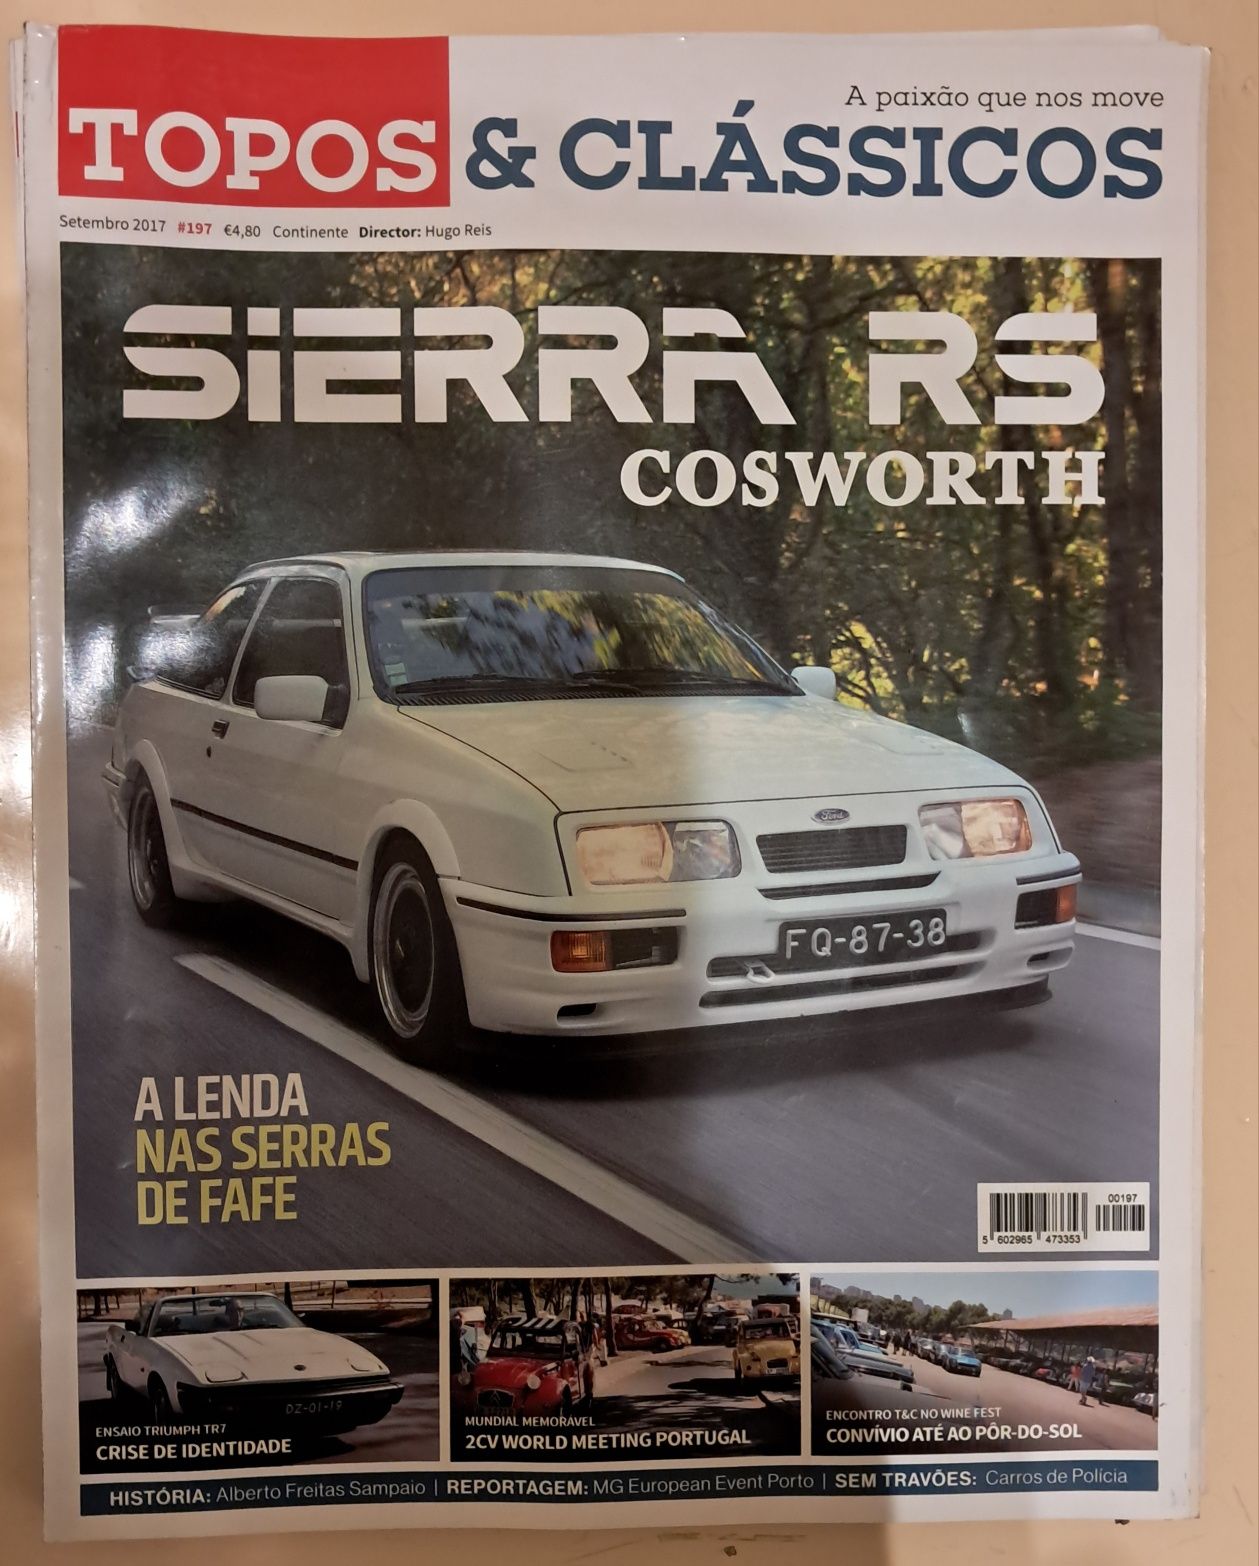 A paixão que nos move
TOPOS & CLÁSSICOS
Setembro 2017 #197 €4,80 Continente Director: Hugo Reis
SIERRA RS
COSWORTH
Ford
FQ-87-38
A LENDA
NAS SERRAS
DE FAFE
00197
5 602965 473353
DZ-01-19
ENSAIO TRIUMPH TR7
CRISE DE IDENTIDADE
MUNDIAL MEMORÁVEL
2CV WORLD MEETING PORTUGAL
ENCONTRO T&C NO WINE FEST
CONVÍVIO ATÉ AO PÔR-DO-SOL
HISTÓRIA: Alberto Freitas Sampaio | REPORTAGEM: MG European Event Porto | SEM TRAVÕES: Carros de Polícia